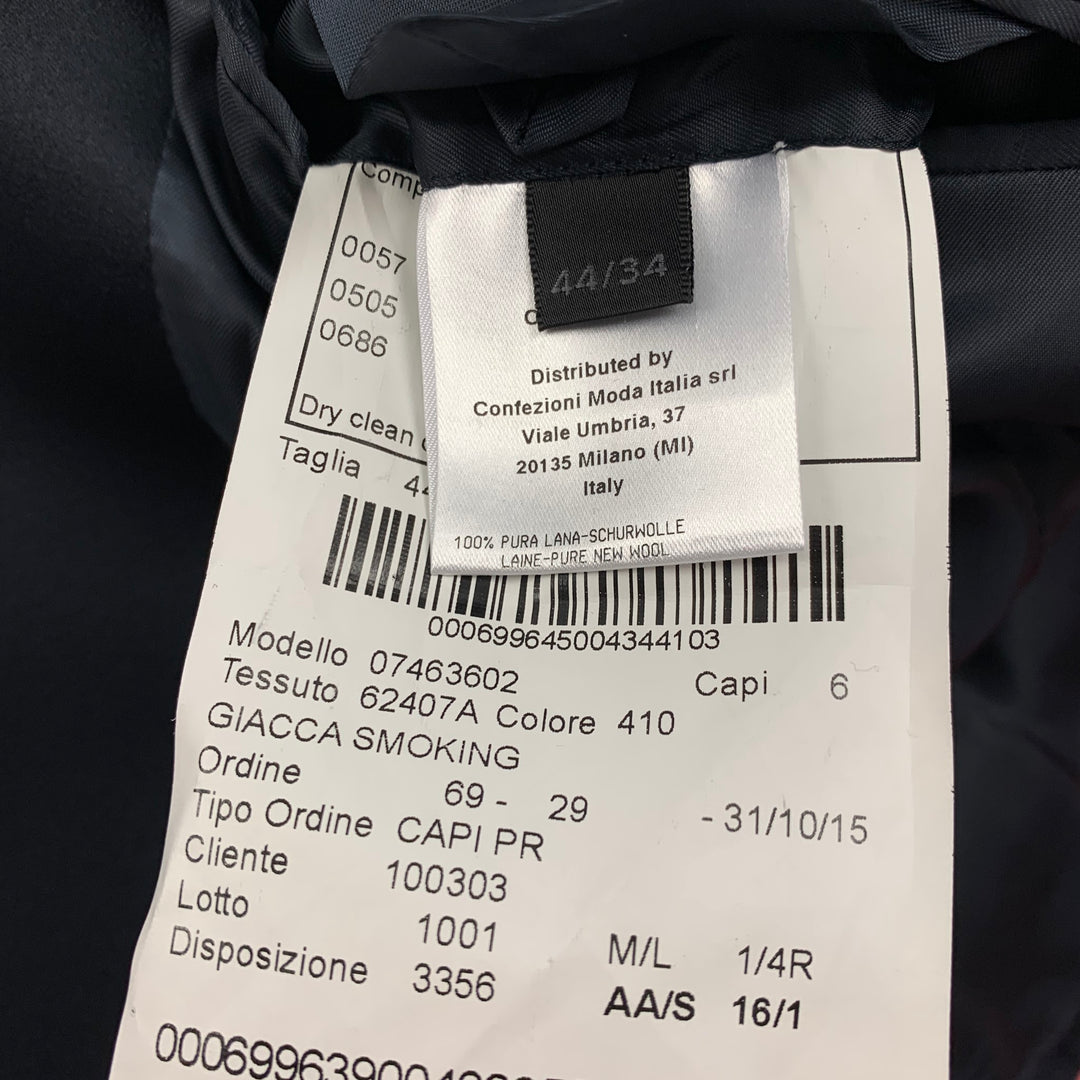 Comp
0057
0505
0686
Dry clean
Taglia 44
44/34
Distributed by
Confezioni Moda Italia srl
Viale Umbria, 37
20135 Milano (MI)
Italy
100% PURA LANA-SCHURWOLLE
LAINE-PURE NEW WOOL
000699645004344103
Modello 07463602 Capi 6
Tessuto 62407A Colore 410
GIACCA SMOKING
Ordine 69 - 29 - 31/10/15
Tipo Ordine CAPI PR
Cliente 100303
Lotto 1001 M/L 1/4R
Disposizione 3356 AA/S 16/1